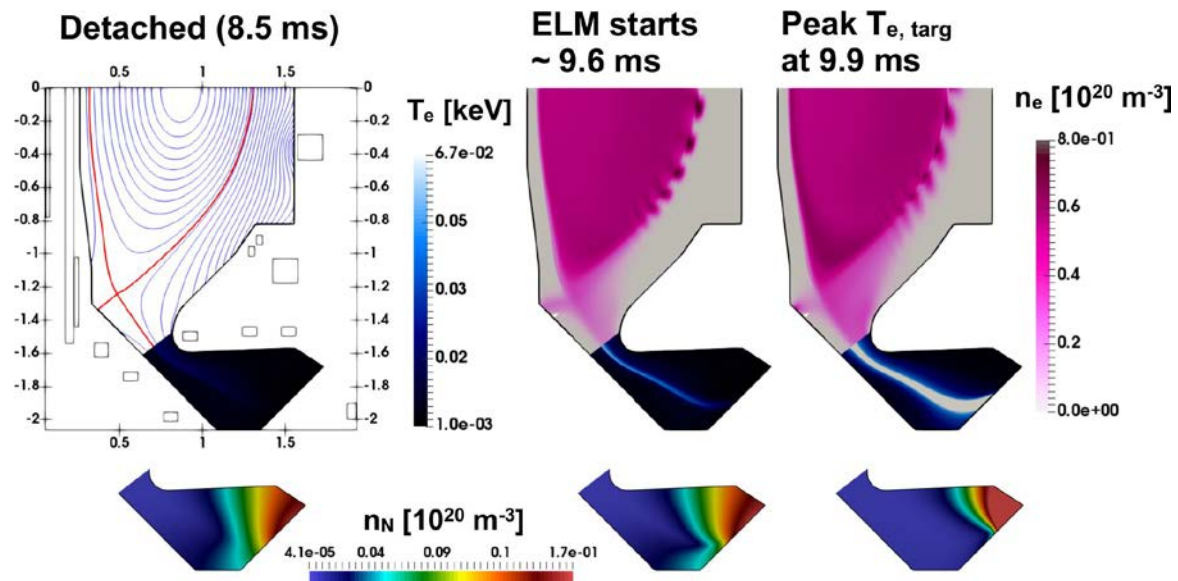 Detached (8.5 ms)
ELM starts
~ 9.6 ms
Peak Te, targ
at 9.9 ms
0.5 1 1.5
0
-0.2
-0.4
-0.6
-0.8
-1
-1.2
-1.4
-1.6
-1.8
-2
0
-0.2
-0.4
-0.6
-0.8
-1
-1.2
-1.4
-1.6
-1.8
-2
0.5 1 1.5
Te [keV]
6.7e-02
0.05
0.03
0.02
1.0e-03
ne [10²⁰ m⁻³]
8.0e-01
0.6
0.4
0.2
0.0e+00
nN [10²⁰ m⁻³]
4.1e-05 0.04 0.09 0.1 1.7e-01